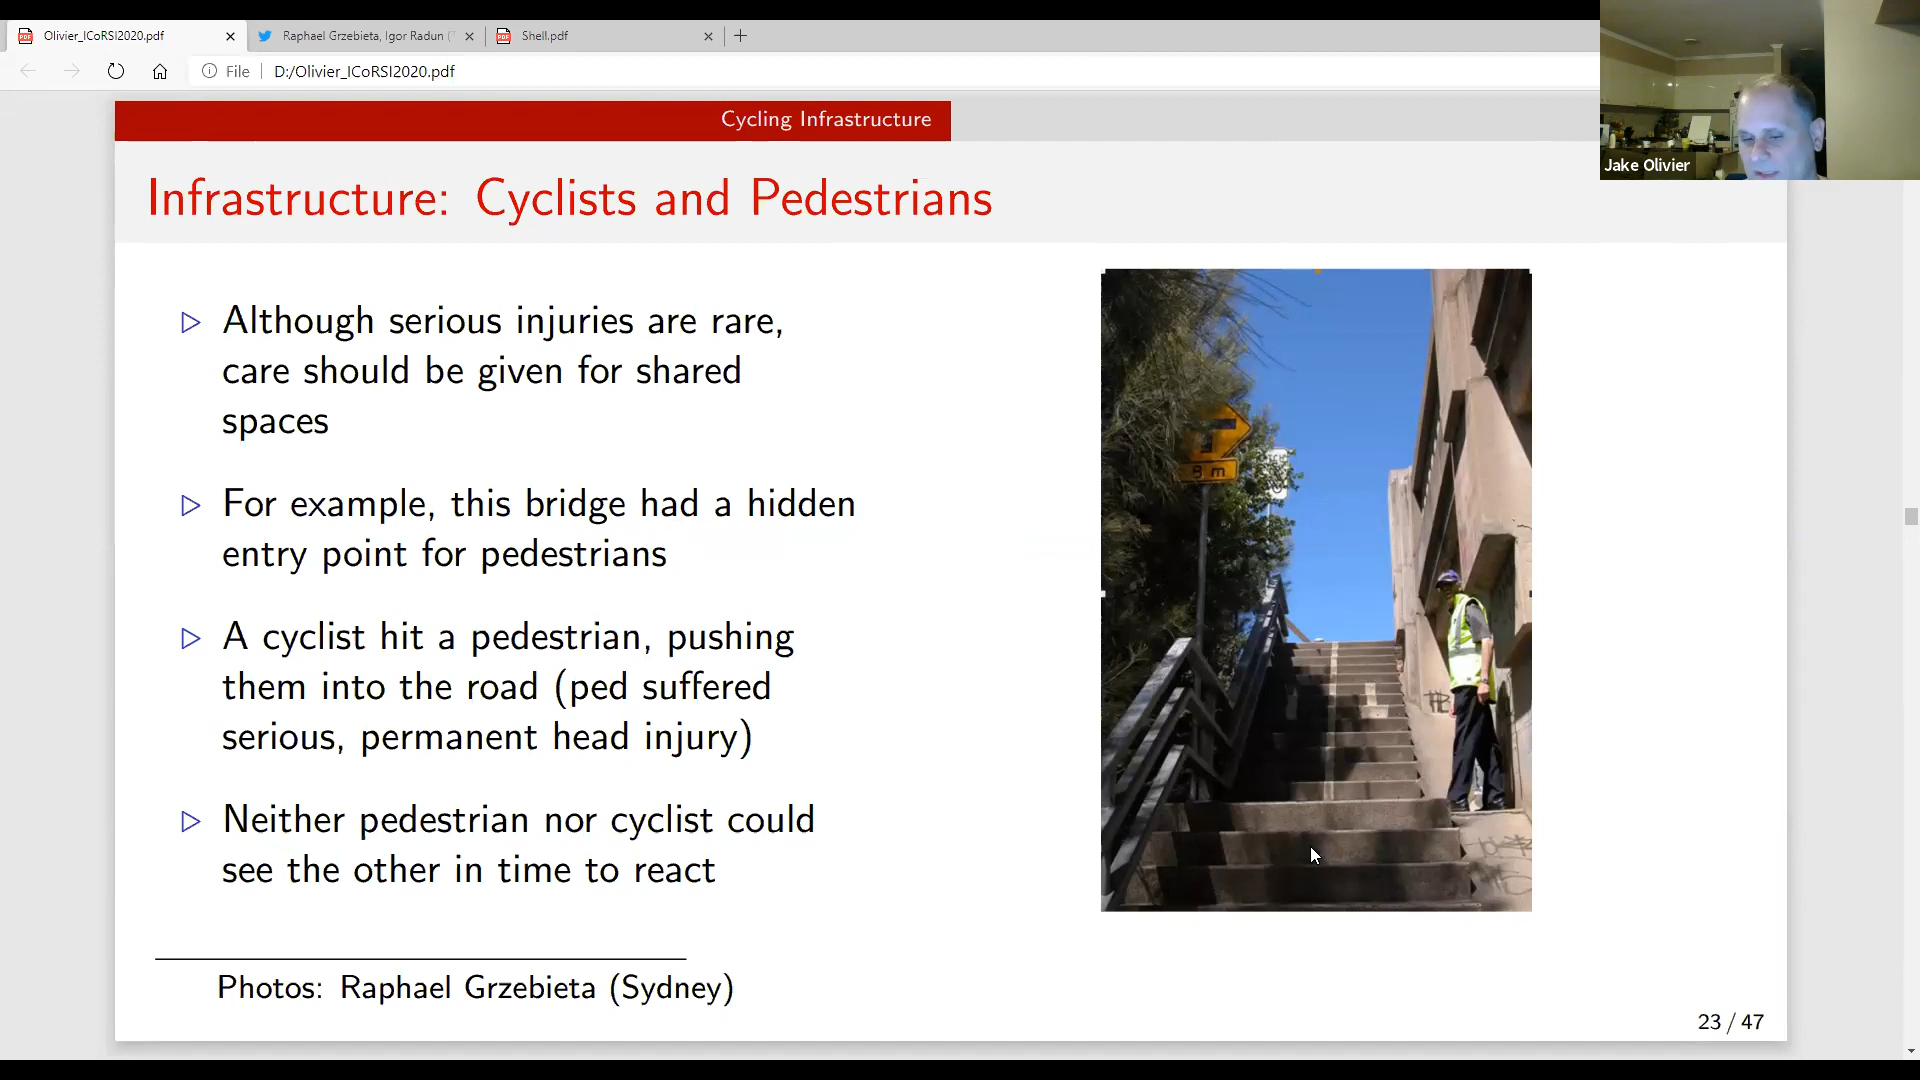 Olivier_ICoRSI2020.pdf
Raphael Grzebieta, Igor Radun (
Shell.pdf
File
D:/Olivier_ICoRSI2020.pdf
Jake Olivier
Cycling Infrastructure
Infrastructure: Cyclists and Pedestrians
▷ Although serious injuries are rare,
care should be given for shared
spaces
▷ For example, this bridge had a hidden
entry point for pedestrians
▷ A cyclist hit a pedestrian, pushing
them into the road (ped suffered
serious, permanent head injury)
▷ Neither pedestrian nor cyclist could
see the other in time to react
8 m
Photos: Raphael Grzebieta (Sydney)
23 / 47